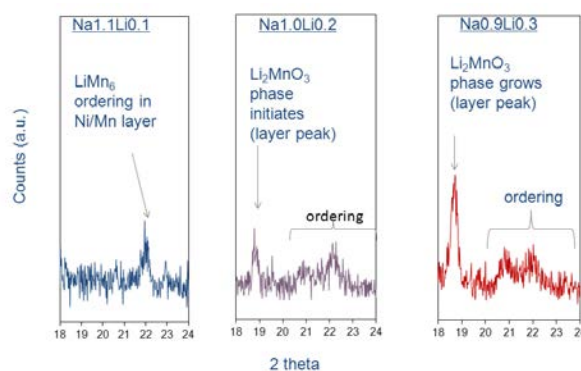 Na1.1Li0.1
LiMn6
ordering in
Ni/Mn layer
Counts (a.u.)
18 19 20 21 22 23 24
Na1.0Li0.2
Li2MnO3
phase
initiates
(layer peak)
ordering
18 19 20 21 22 23 24
Na0.9Li0.3
Li2MnO3
phase grows
(layer peak)
ordering
18 19 20 21 22 23 24
2 theta